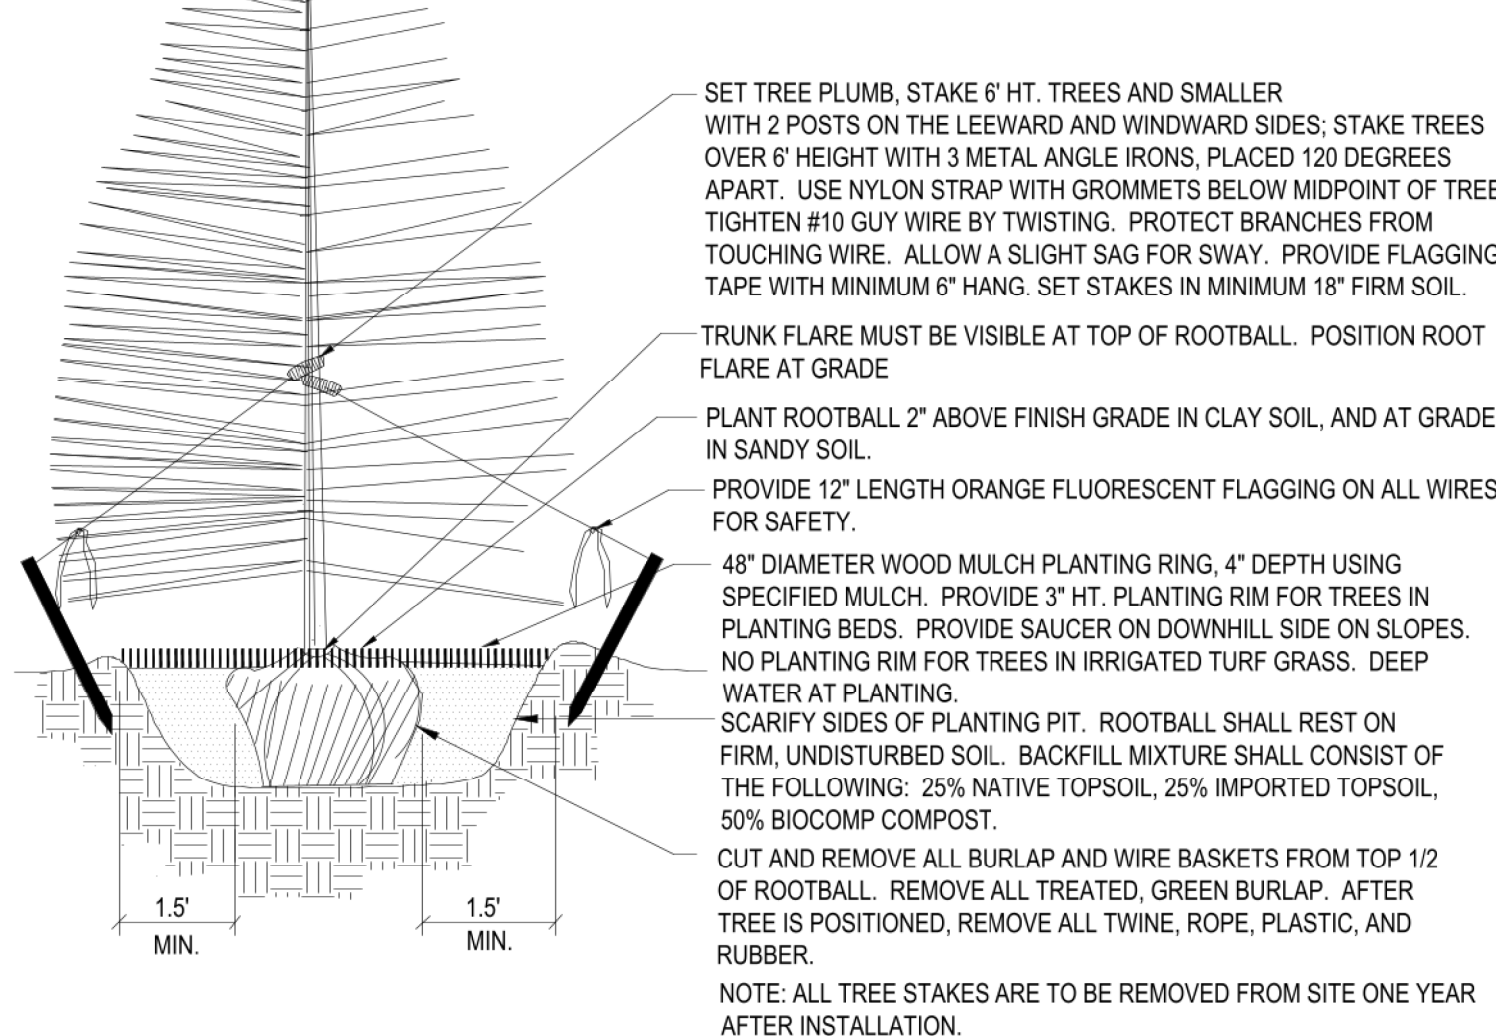 SET TREE PLUMB, STAKE 6' HT. TREES AND SMALLER
WITH 2 POSTS ON THE LEEWARD AND WINDWARD SIDES; STAKE TREES
OVER 6' HEIGHT WITH 3 METAL ANGLE IRONS, PLACED 120 DEGREES
APART. USE NYLON STRAP WITH GROMMETS BELOW MIDPOINT OF TREE
TIGHTEN #10 GUY WIRE BY TWISTING. PROTECT BRANCHES FROM
TOUCHING WIRE. ALLOW A SLIGHT SAG FOR SWAY. PROVIDE FLAGGING
TAPE WITH MINIMUM 6" HANG. SET STAKES IN MINIMUM 18" FIRM SOIL.
TRUNK FLARE MUST BE VISIBLE AT TOP OF ROOTBALL. POSITION ROOT
FLARE AT GRADE
PLANT ROOTBALL 2" ABOVE FINISH GRADE IN CLAY SOIL, AND AT GRADE
IN SANDY SOIL.
PROVIDE 12" LENGTH ORANGE FLUORESCENT FLAGGING ON ALL WIRES
FOR SAFETY.
48" DIAMETER WOOD MULCH PLANTING RING, 4" DEPTH USING
SPECIFIED MULCH. PROVIDE 3" HT. PLANTING RIM FOR TREES IN
PLANTING BEDS. PROVIDE SAUCER ON DOWNHILL SIDE ON SLOPES.
NO PLANTING RIM FOR TREES IN IRRIGATED TURF GRASS. DEEP
WATER AT PLANTING.
SCARIFY SIDES OF PLANTING PIT. ROOTBALL SHALL REST ON
FIRM, UNDISTURBED SOIL. BACKFILL MIXTURE SHALL CONSIST OF
THE FOLLOWING: 25% NATIVE TOPSOIL, 25% IMPORTED TOPSOIL,
50% BIOCOMP COMPOST.
CUT AND REMOVE ALL BURLAP AND WIRE BASKETS FROM TOP 1/2
OF ROOTBALL. REMOVE ALL TREATED, GREEN BURLAP. AFTER
TREE IS POSITIONED, REMOVE ALL TWINE, ROPE, PLASTIC, AND
RUBBER.
NOTE: ALL TREE STAKES ARE TO BE REMOVED FROM SITE ONE YEAR
AFTER INSTALLATION.
1.5'
MIN.
1.5'
MIN.